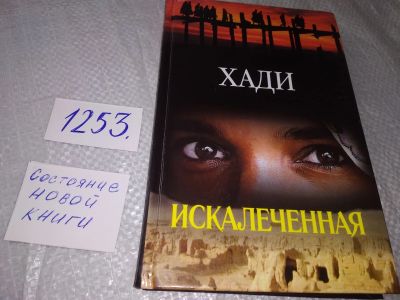 1253.
состояние
новой
книги
ХАДИ
ИСКАЛЕЧЕННАЯ